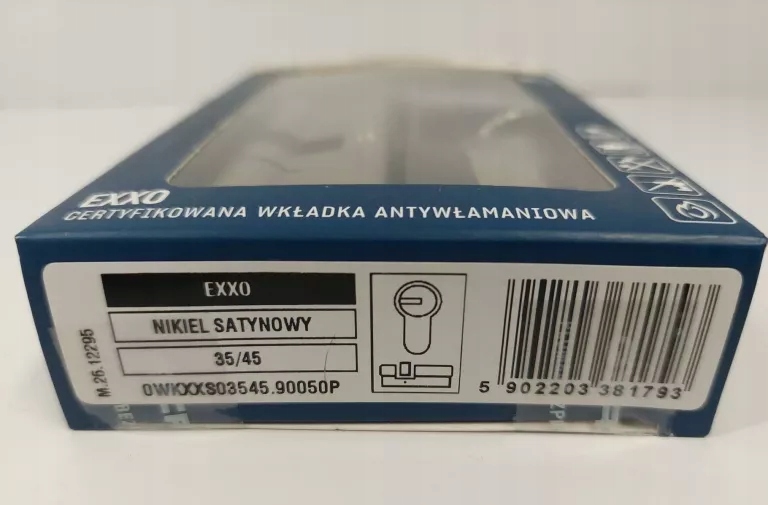 EXXO
CERTYFIKOWANA WKŁADKA ANTYWŁAMANIOWA
M.26.12295
EXXO
NIKIEL SATYNOWY
35/45
0WKXXS03545.90050P
5 902203 381793